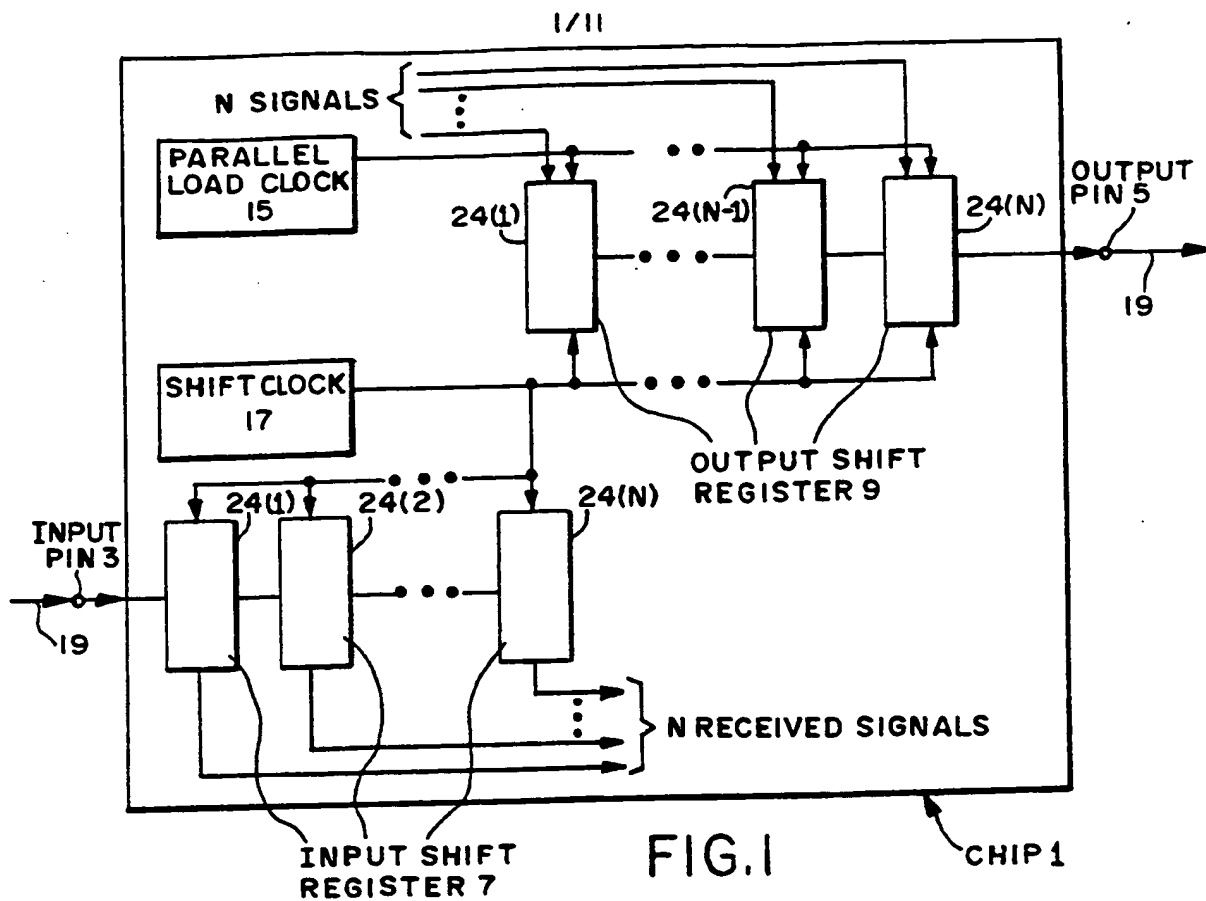 1/11
N SIGNALS
PARALLEL
LOAD CLOCK
15
24(1)
24(N-1)
24(N)
OUTPUT
PIN 5
19
SHIFT CLOCK
17
OUTPUT SHIFT
REGISTER 9
24(1)
24(2)
24(N)
INPUT
PIN 3
19
N RECEIVED SIGNALS
INPUT SHIFT
REGISTER 7
FIG. 1
CHIP 1